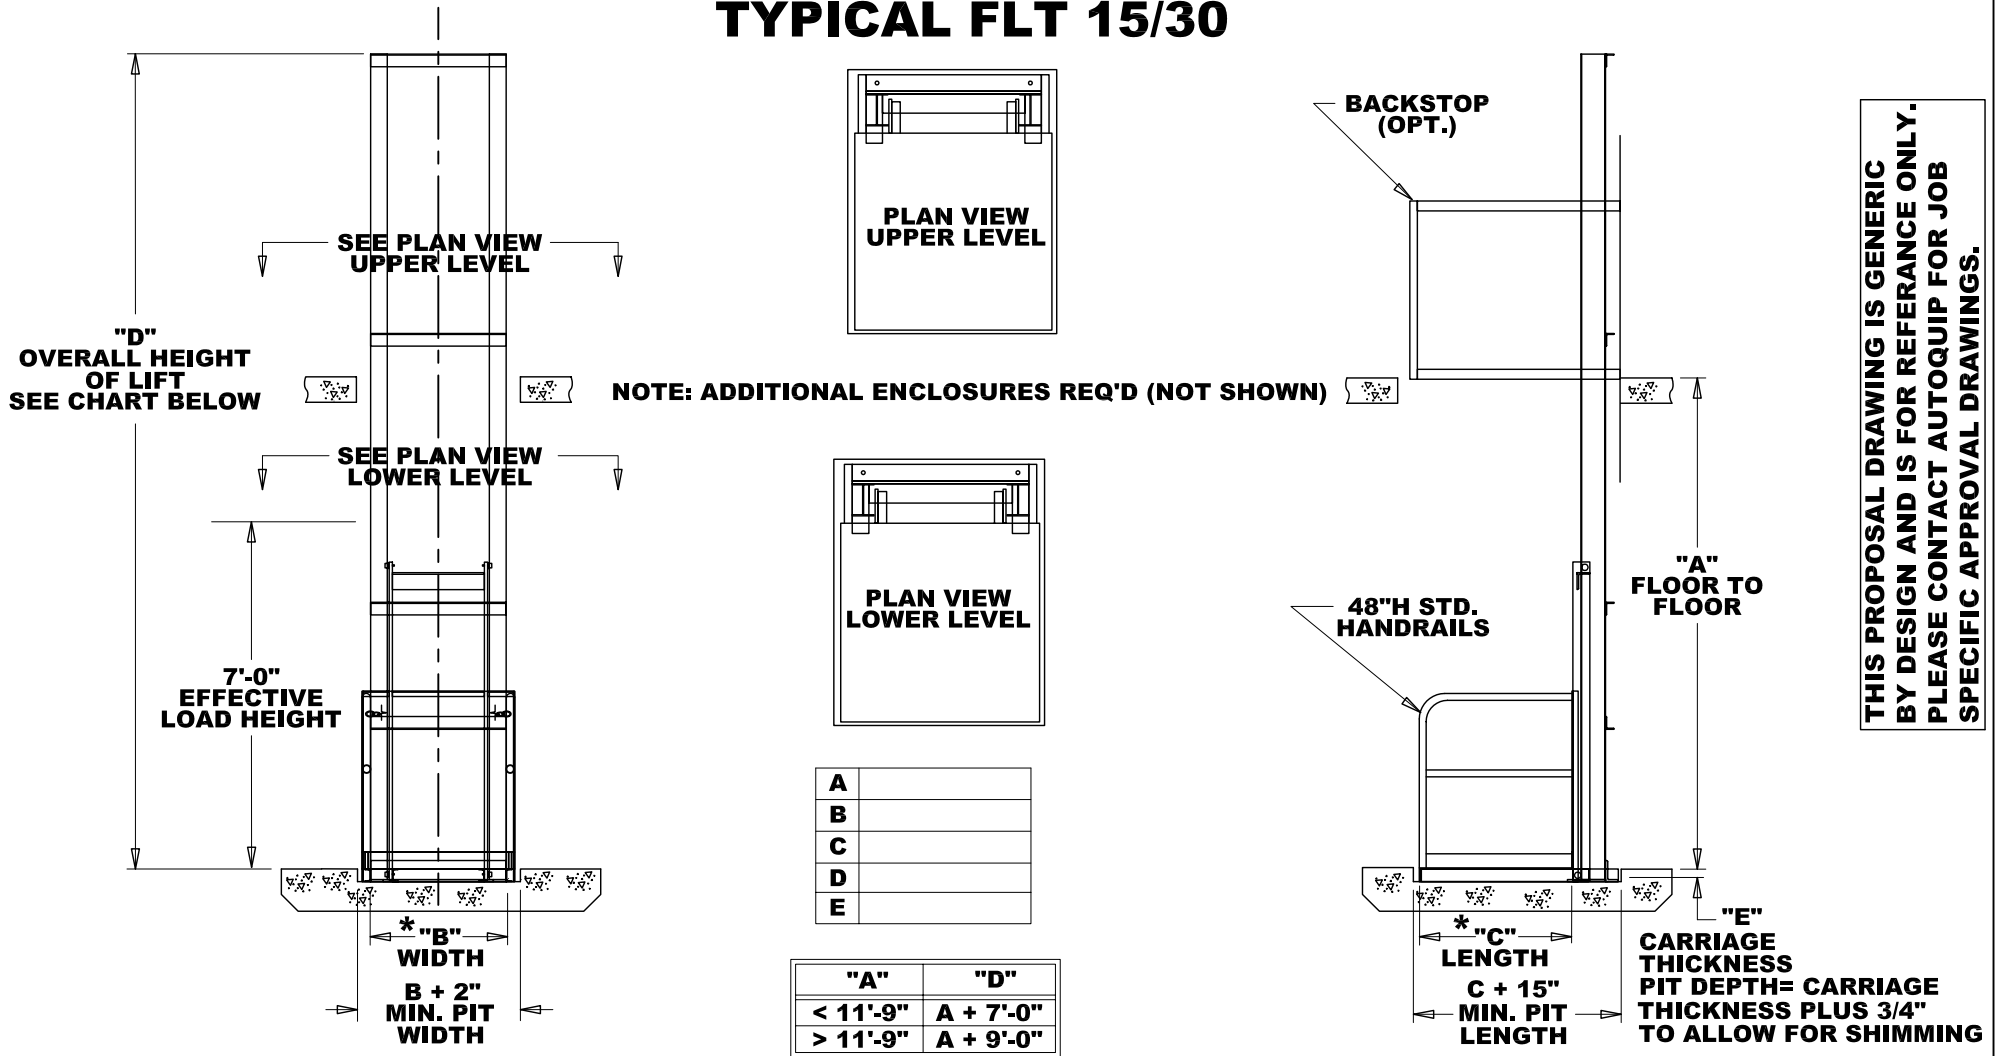 TYPICAL FLT 15/30
"D"
OVERALL HEIGHT
OF LIFT
SEE CHART BELOW
SEE PLAN VIEW
UPPER LEVEL
SEE PLAN VIEW
LOWER LEVEL
7'-0"
EFFECTIVE
LOAD HEIGHT
* "B"
WIDTH
B + 2"
MIN. PIT
WIDTH
PLAN VIEW
UPPER LEVEL
NOTE: ADDITIONAL ENCLOSURES REQ'D (NOT SHOWN)
PLAN VIEW
LOWER LEVEL
A
B
C
D
E
"A" "D"
< 11'-9" A + 7'-0"
> 11'-9" A + 9'-0"
BACKSTOP
(OPT.)
48"H STD.
HANDRAILS
"A"
FLOOR TO
FLOOR
* "C"
LENGTH
C + 15"
MIN. PIT
LENGTH
"E"
CARRIAGE
THICKNESS
PIT DEPTH= CARRIAGE
THICKNESS PLUS 3/4"
TO ALLOW FOR SHIMMING
THIS PROPOSAL DRAWING IS GENERIC
BY DESIGN AND IS FOR REFERANCE ONLY.
PLEASE CONTACT AUTOQUIP FOR JOB
SPECIFIC APPROVAL DRAWINGS.